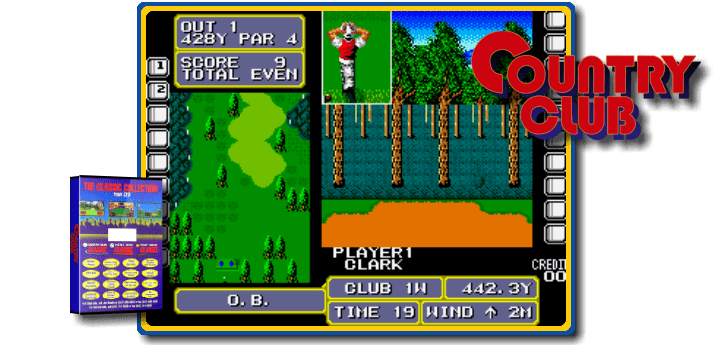 OUT 1
428Y PAR 4
SCORE 9
TOTAL EVEN
1
2
COUNTRY
CLUB
THE CLASSIC COLLECTION
PLAYER1
CLARK
CREDIT
00
O. B.
CLUB 1W
442.3Y
TIME 19
WIND ↑ 2M